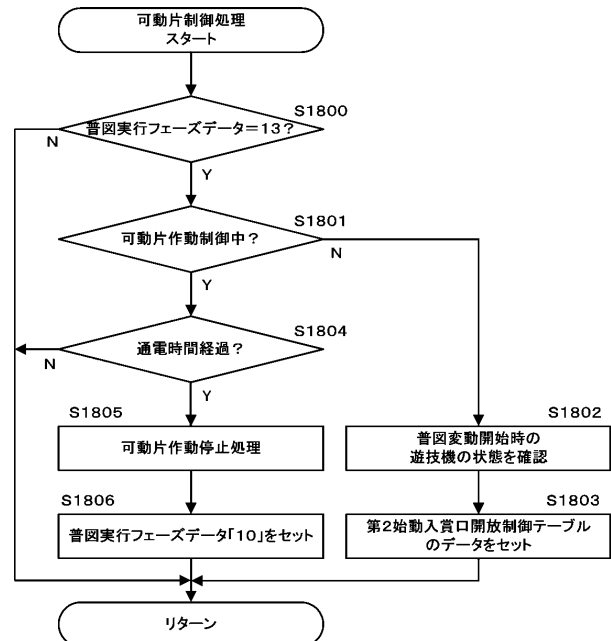 可動片制御処理
スタート
S1800
普図実行フェーズデータ＝13？
N
Y
S1801
可動片作動制御中？
N
Y
S1804
通電時間経過？
N
Y
S1805
可動片作動停止処理
S1802
普図変動開始時の
遊技機の状態を確認
S1806
普図実行フェーズデータ「10」をセット
S1803
第2始動入賞口開放制御テーブル
のデータをセット
リターン